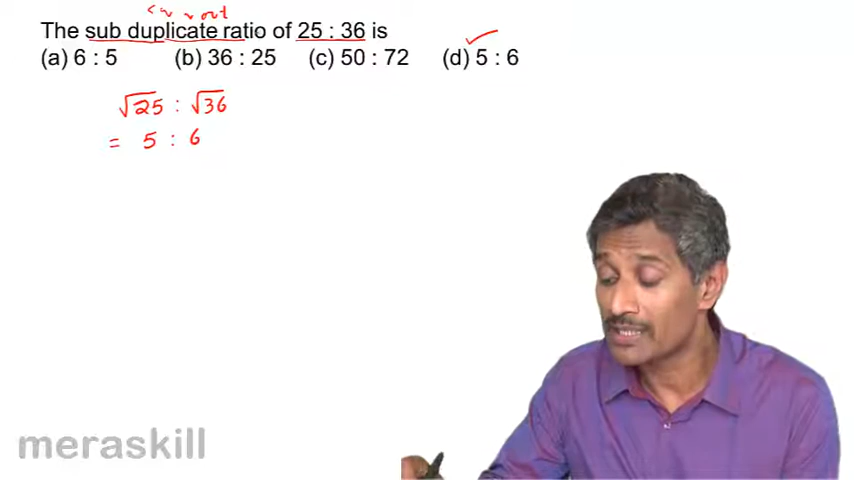 The sub duplicate ratio of 25 : 36 is
(a) 6 : 5 (b) 36 : 25 (c) 50 : 72 (d) 5 : 6
√25 : √36
= 5 : 6
meraskill